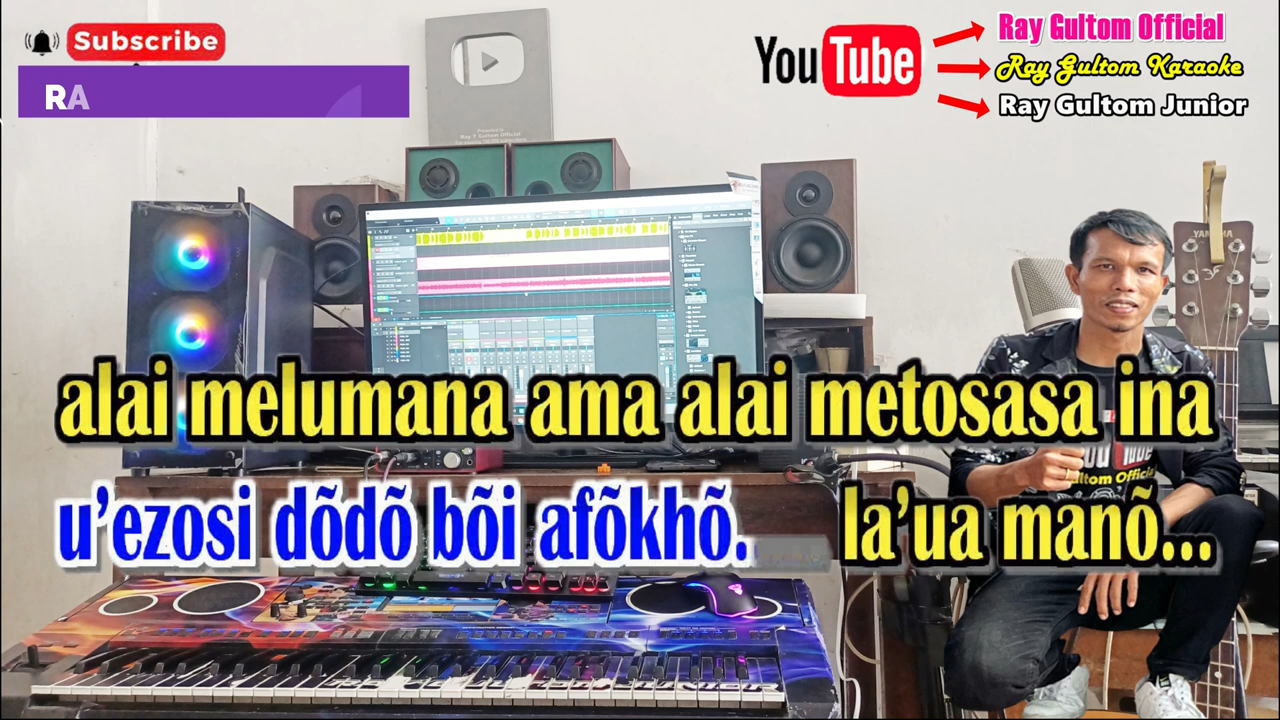 Subscribe
RA
YouTube
Ray Gultom Official
Ray Gultom Karaoke
Ray Gultom Junior
YAMAHA
alai melumana ama alai metosasa ina
u'ezosi dõdõ bõi afõkhõ. la'ua manõ...